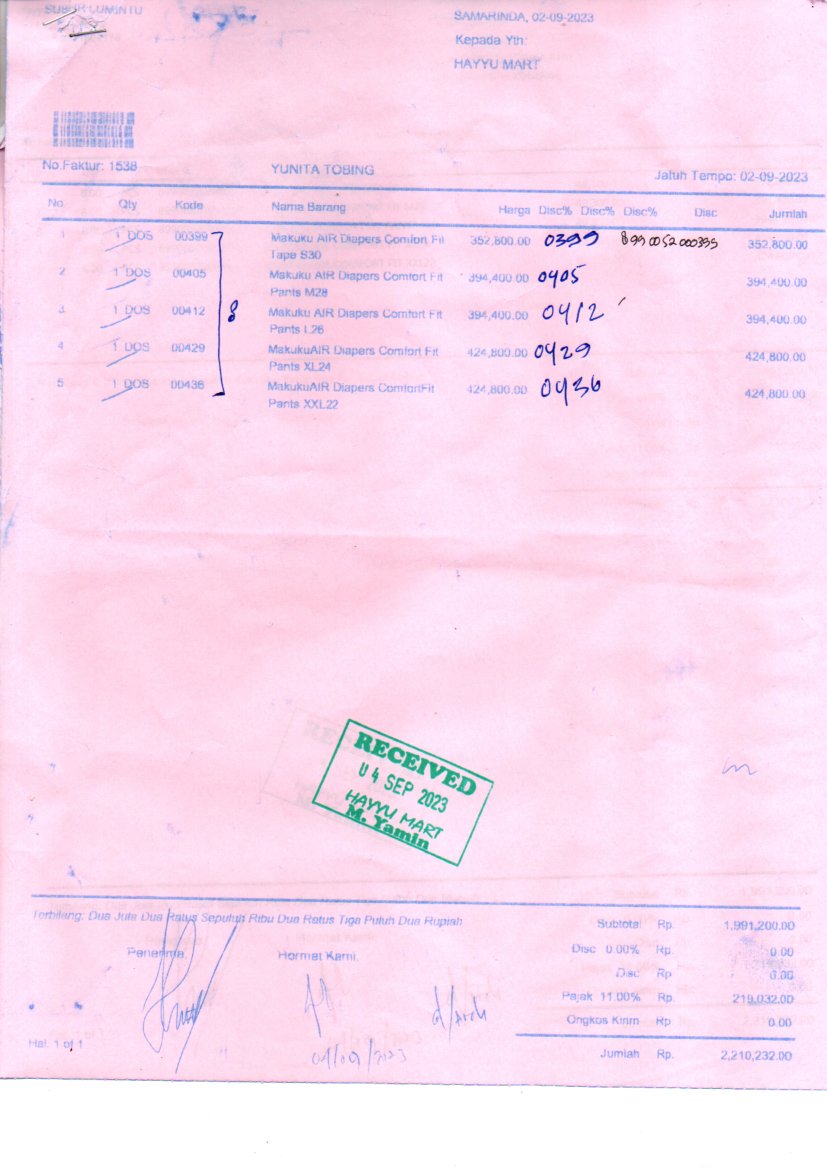 SUBUR LUMINTU
SAMARINDA, 02-09-2023
Kepada Yth:
HAYYU MART
No.Faktur: 1538 YUNITA TOBING Jatuh Tempo: 02-09-2023
No. Qty Kode Nama Barang Harga Disc% Disc% Disc% Disc Jumlah
1 1 DOS 00399 Makuku AIR Diapers Comfort Fit 352,800.00 0399 8990052000399 352,800.00
Tape S30
2 1 DOS 00405 Makuku AIR Diapers Comfort Fit 394,400.00 0405 394,400.00
Pants M28
3 1 DOS 00412 8 Makuku AIR Diapers Comfort Fit 394,400.00 0412 394,400.00
Pants L26
4 1 DOS 00429 MakukuAIR Diapers Comfort Fit 424,800.00 0429 424,800.00
Pants XL24
5 1 DOS 00436 MakukuAIR Diapers ComfortFit 424,800.00 0436 424,800.00
Pants XXL22
RECEIVED
04 SEP 2023
HAYYU MART
M. Yamin
Terbilang: Dua Juta Dua Ratus Sepuluh Ribu Dua Ratus Tiga Puluh Dua Rupiah
Subtotal Rp. 1,991,200.00
Penerima, Hormat Kami, Disc 0.00% Rp. 0.00
Disc Rp 0.00
Pajak 11.00% Rp. 219,032.00
Ongkos Kirim Rp 0.00
Hal. 1 of 1
04/09/2023
Jumlah Rp. 2,210,232.00